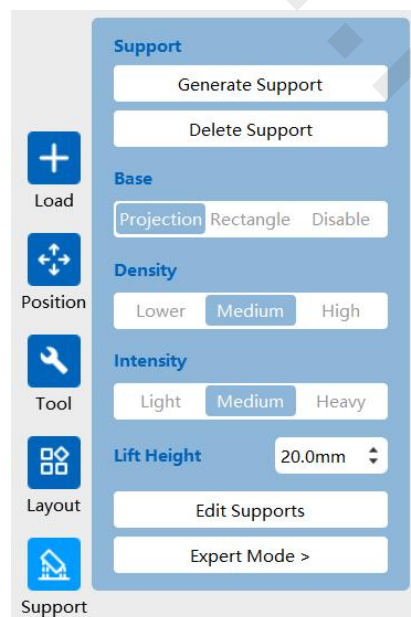 Support
Generate Support
Delete Support
Load
Base
Projection Rectangle Disable
Position
Density
Lower Medium High
Tool
Intensity
Light Medium Heavy
Layout
Lift Height 20.0mm
Edit Supports
Expert Mode >
Support